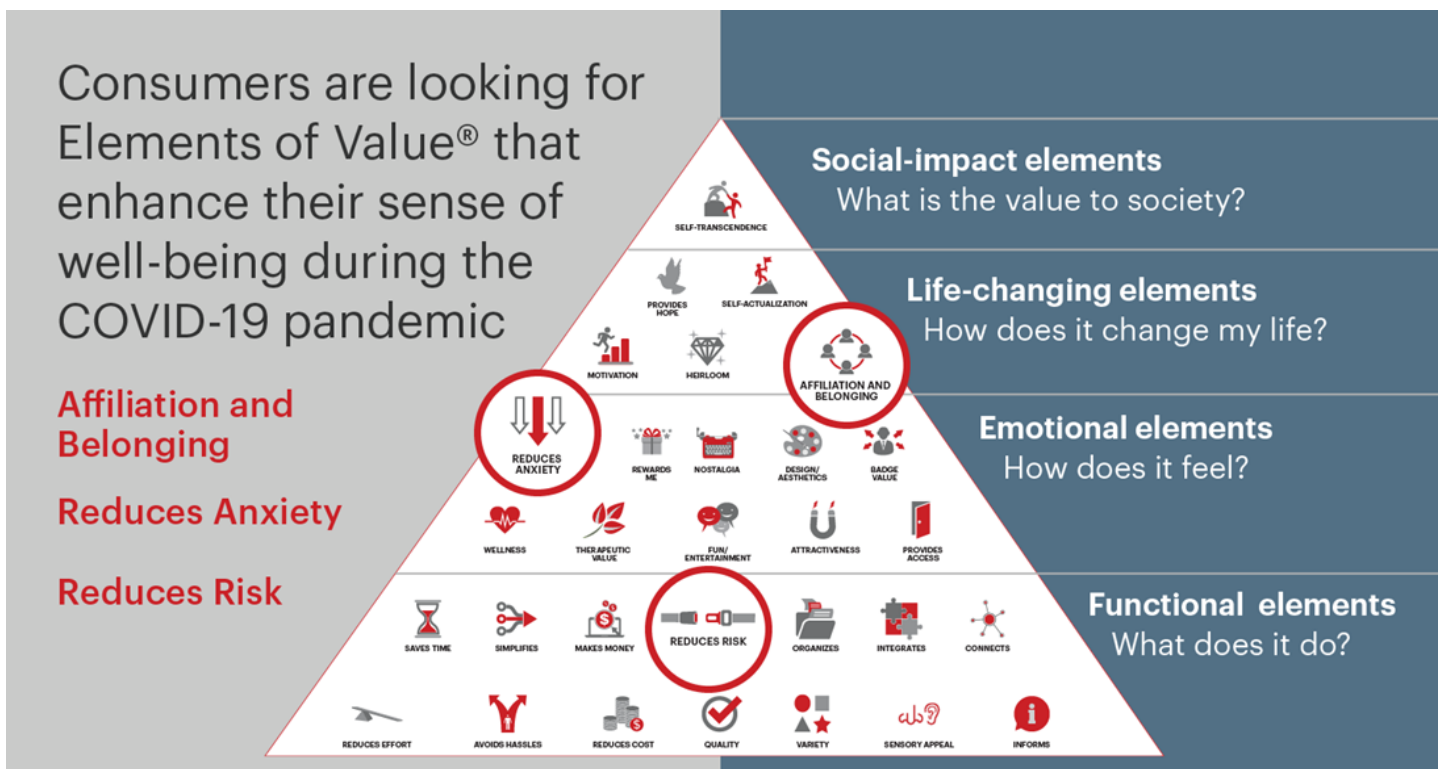 Consumers are looking for
Elements of Value® that
enhance their sense of
well-being during the
COVID-19 pandemic
Affiliation and
Belonging
Reduces Anxiety
Reduces Risk
Social-impact elements
What is the value to society?
SELF-TRANSCENDENCE
Life-changing elements
How does it change my life?
PROVIDES
HOPE
SELF-ACTUALIZATION
MOTIVATION
HEIRLOOM
AFFILIATION AND
BELONGING
Emotional elements
How does it feel?
REDUCES
ANXIETY
REWARDS
ME
NOSTALGIA
DESIGN/
AESTHETICS
BADGE
VALUE
WELLNESS
THERAPEUTIC
VALUE
FUN/
ENTERTAINMENT
ATTRACTIVENESS
PROVIDES
ACCESS
Functional elements
What does it do?
SAVES TIME
SIMPLIFIES
MAKES MONEY
REDUCES RISK
ORGANIZES
INTEGRATES
CONNECTS
REDUCES EFFORT
AVOIDS HASSLES
REDUCES COST
QUALITY
VARIETY
SENSORY APPEAL
INFORMS